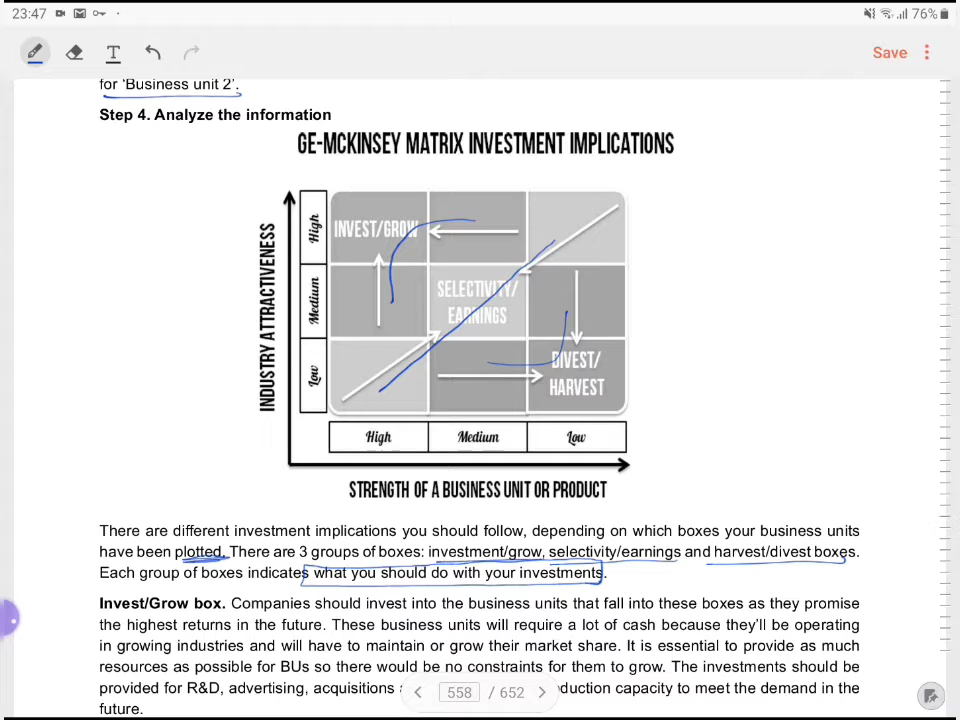 23:47
76%
T
Save
for ‘Business unit 2’.
Step 4. Analyze the information
GE-MCKINSEY MATRIX INVESTMENT IMPLICATIONS
INDUSTRY ATTRACTIVENESS
High
Medium
Low
INVEST/GROW
SELECTIVITY/
EARNINGS
DIVEST/
HARVEST
High Medium Low
STRENGTH OF A BUSINESS UNIT OR PRODUCT
There are different investment implications you should follow, depending on which boxes your business units
have been plotted. There are 3 groups of boxes: investment/grow, selectivity/earnings and harvest/divest boxes.
Each group of boxes indicates what you should do with your investments.
Invest/Grow box. Companies should invest into the business units that fall into these boxes as they promise
the highest returns in the future. These business units will require a lot of cash because they’ll be operating
in growing industries and will have to maintain or grow their market share. It is essential to provide as much
resources as possible for BUs so there would be no constraints for them to grow. The investments should be
provided for R&D, advertising, acquisitions duction capacity to meet the demand in the
future.
558 / 652